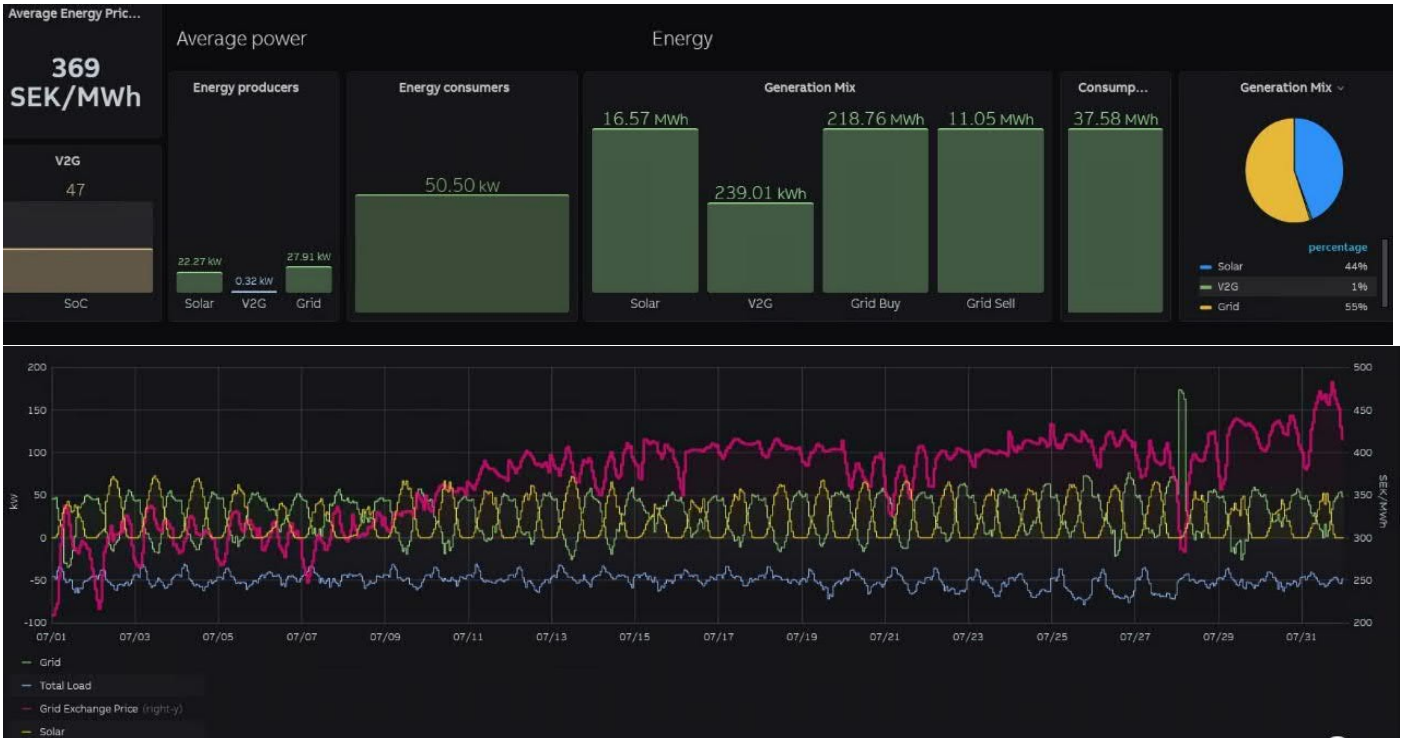 Average Energy Pric...
369
SEK/MWh
V2G
47
SoC
Average power
Energy producers
22.27 kW
0.32 kW
27.91 kW
Solar V2G Grid
Energy consumers
50.50 kW
Energy
Generation Mix
16.57 MWh
239.01 kWh
218.76 MWh
11.05 MWh
Solar V2G Grid Buy Grid Sell
Consump...
37.58 MWh
Generation Mix
percentage
Solar 44%
V2G 1%
Grid 55%
200
150
100
50
0
-50
-100
kW
500
450
400
350
300
250
200
SEK/MWh
07/01 07/03 07/05 07/07 07/09 07/11 07/13 07/15 07/17 07/19 07/21 07/23 07/25 07/27 07/29 07/31
Grid
Total Load
Grid Exchange Price (right-y)
Solar